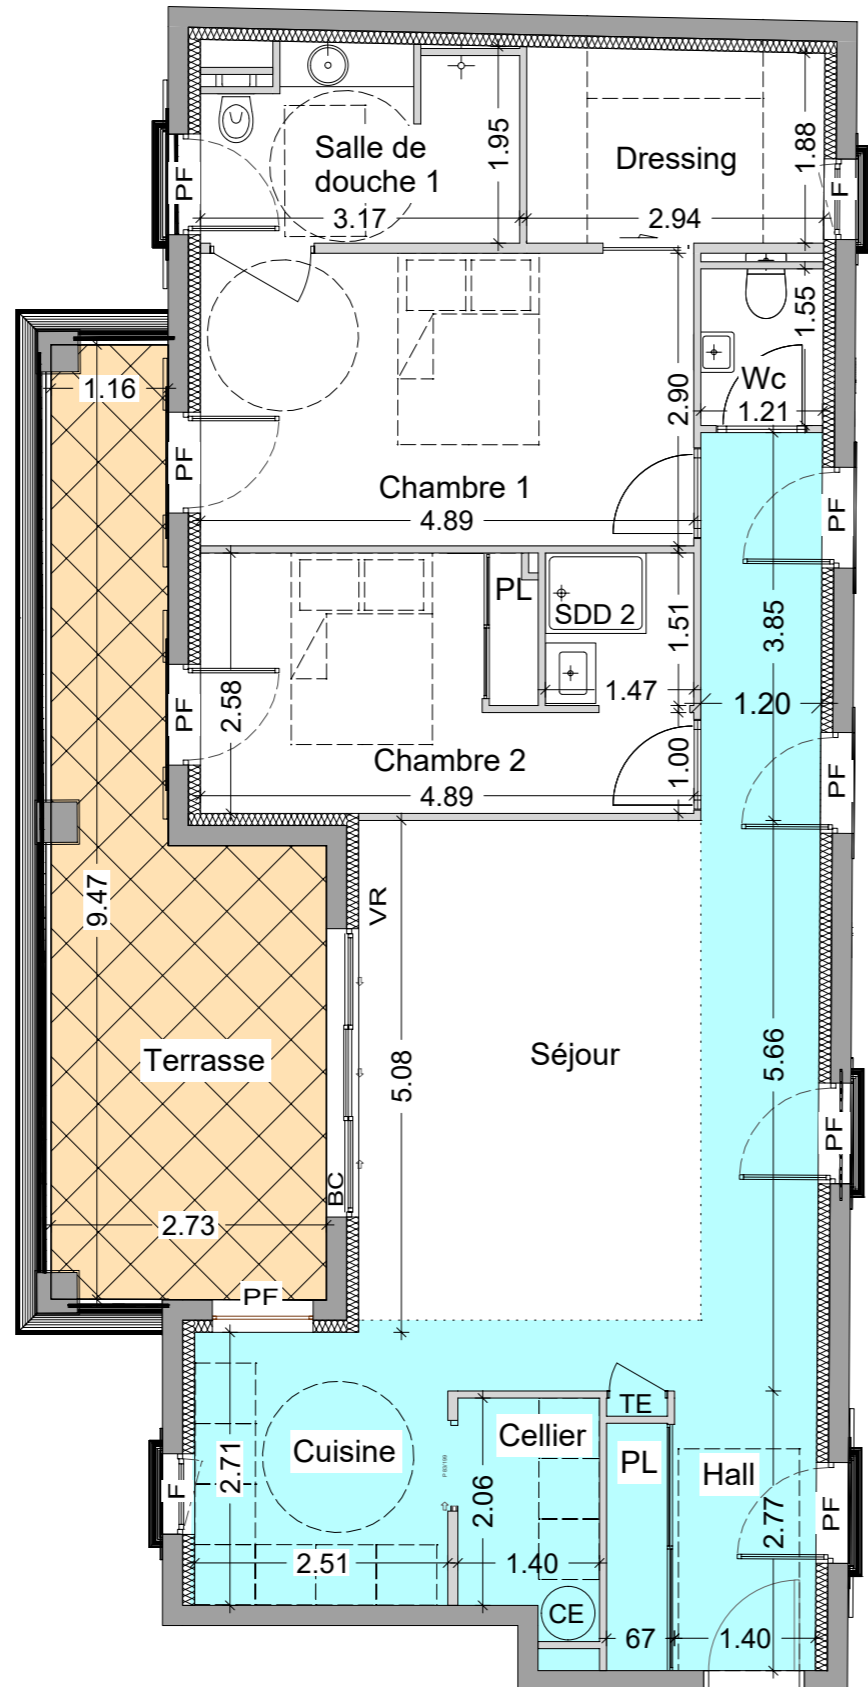 Salle de
douche 1
3.17
1.95
Dressing
2.94
1.88
PF
F
1.55
Wc
1.21
1.16
2.90
Chambre 1
4.89
PF
PF
PL
SDD 2
1.51
1.47
3.85
1.20
2.58
PF
Chambre 2
4.89
1.00
PF
9.47
VR
Terrasse
5.08
Séjour
5.66
2.73
BC
PF
PF
TE
Cuisine
Cellier
PL
Hall
2.71
2.06
2.77
F
PF
2.51
1.40
CE
67
1.40